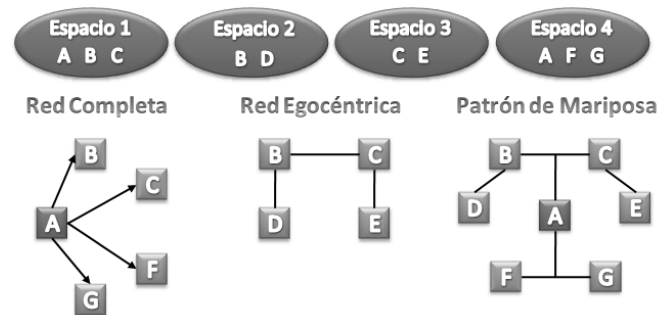 Espacio 1
A B C
Espacio 2
B D
Espacio 3
C E
Espacio 4
A F G
Red Completa
Red Egocéntrica
Patrón de Mariposa
B
C
A
F
G
B
C
D
E
B
C
D
A
E
F
G